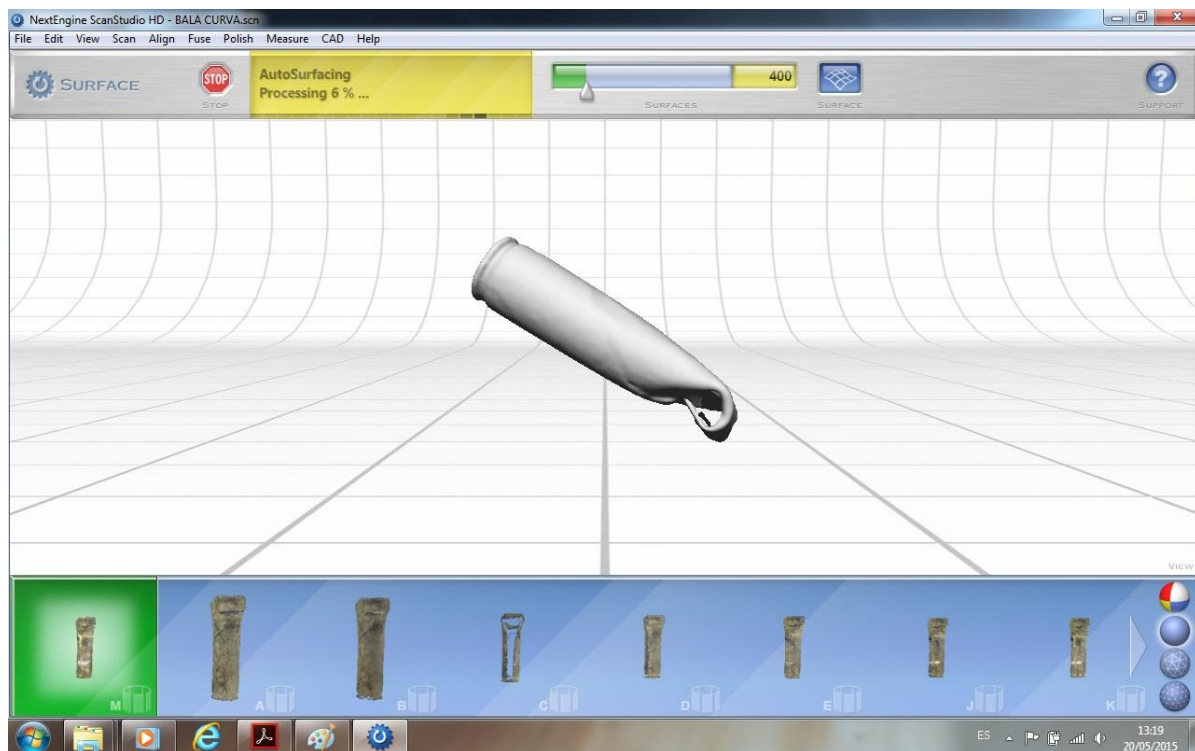 NextEngine ScanStudio HD - BALA CURVA.scn
File Edit View Scan Align Fuse Polish Measure CAD Help
SURFACE
STOP
STOP
AutoSurfacing
Processing 6 % ...
400
SURFACES
SURFACE
?
SUPPORT
VIEW
M A B C D E J K
ES
13:19
20/05/2015